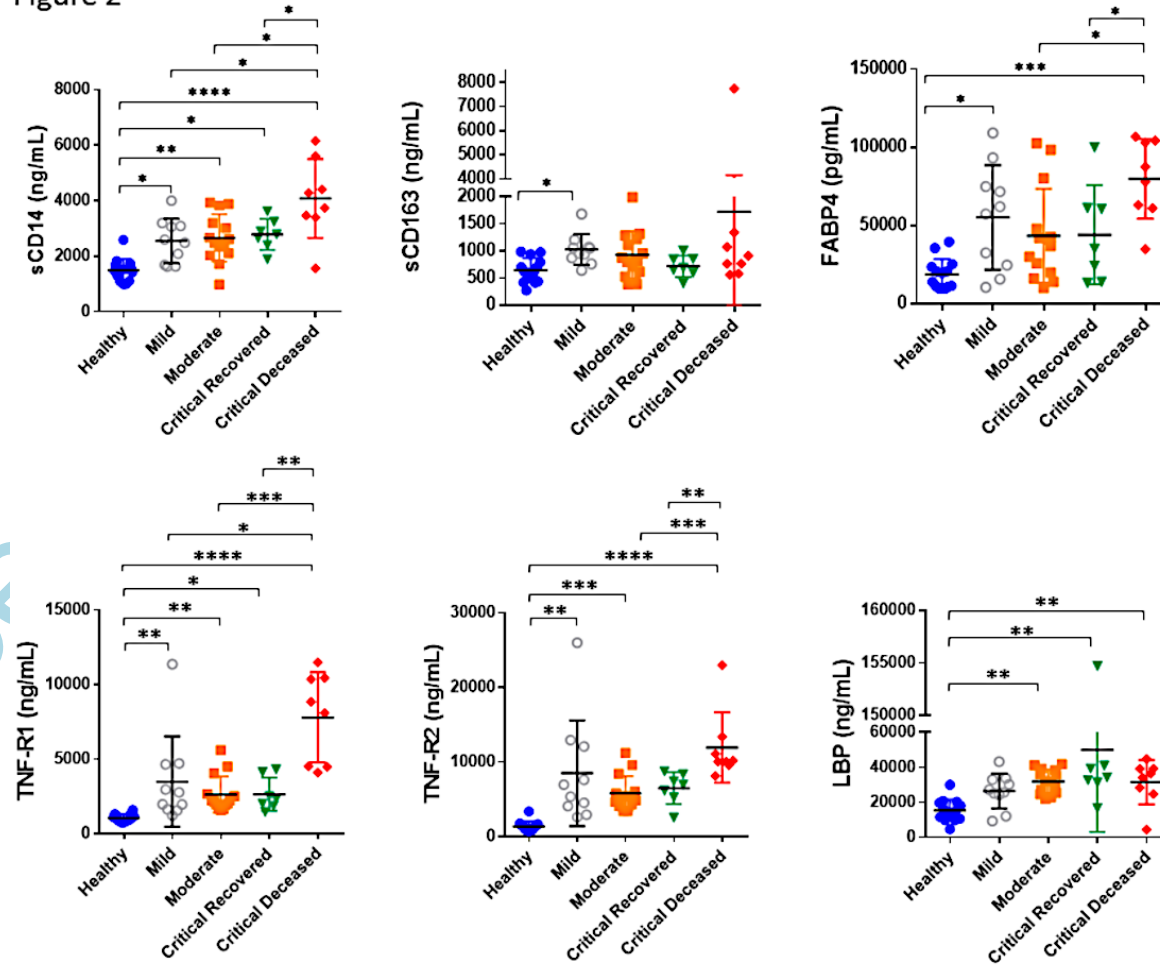 Figure 2
sCD14 (ng/mL)
8000
6000
4000
2000
0
* 
*
*
****
*
**
*
Healthy
Mild
Moderate
Critical Recovered
Critical Deceased
sCD163 (ng/mL)
8000
7000
6000
5000
4000
2000
1500
1000
500
0
*
Healthy
Mild
Moderate
Critical Recovered
Critical Deceased
FABP4 (pg/mL)
150000
100000
50000
0
*
*
***
*
Healthy
Mild
Moderate
Critical Recovered
Critical Deceased
TNF-R1 (ng/mL)
15000
10000
5000
0
**
***
*
****
*
**
**
Healthy
Mild
Moderate
Critical Recovered
Critical Deceased
TNF-R2 (ng/mL)
30000
20000
10000
0
**
***
****
***
**
Healthy
Mild
Moderate
Critical Recovered
Critical Deceased
LBP (ng/mL)
160000
155000
150000
60000
40000
20000
0
**
**
**
Healthy
Mild
Moderate
Critical Recovered
Critical Deceased